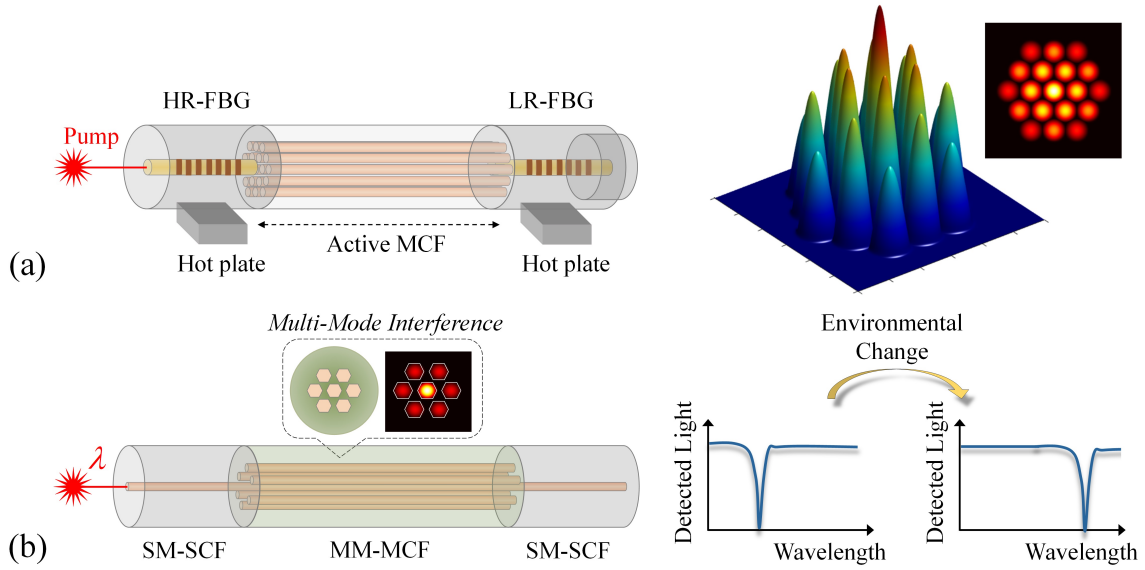 HR-FBG
LR-FBG
Pump
Active MCF
Hot plate
Hot plate
(a)
Multi-Mode Interference
Environmental
Change
λ
Detected Light
Wavelength
Detected Light
Wavelength
SM-SCF
MM-MCF
SM-SCF
(b)